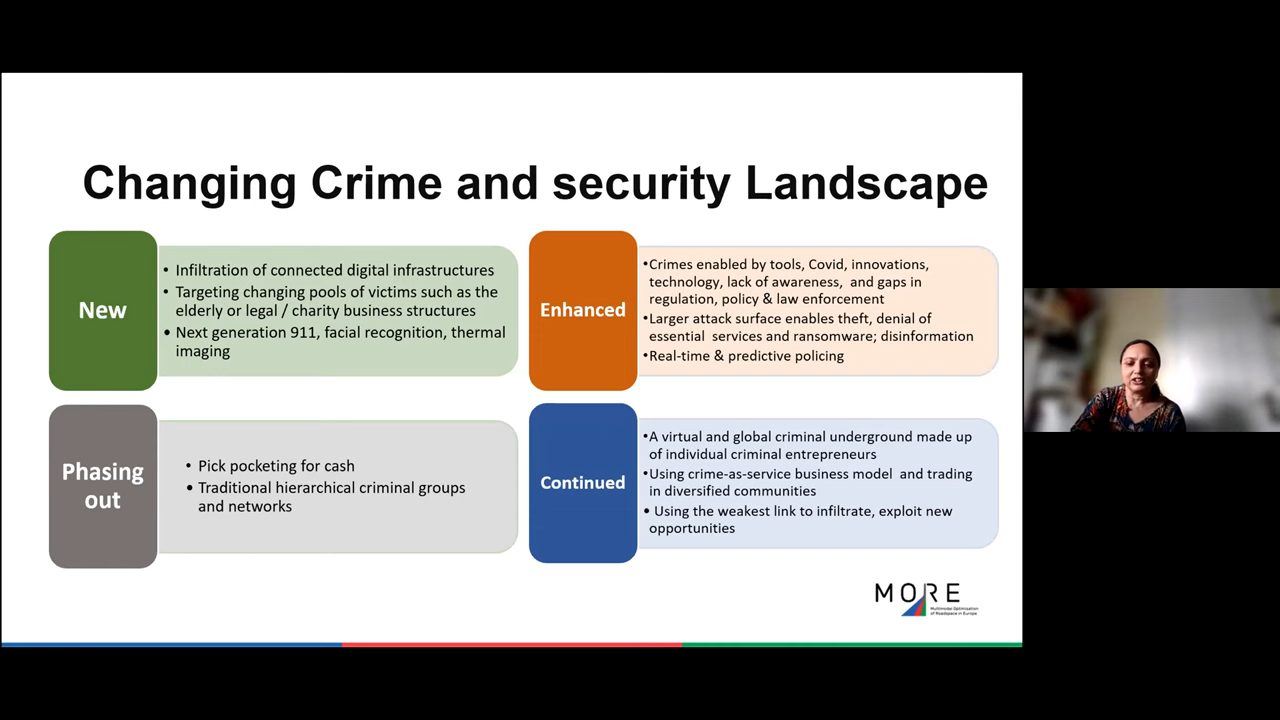 Changing Crime and security Landscape
New
• Infiltration of connected digital infrastructures
• Targeting changing pools of victims such as the
elderly or legal / charity business structures
• Next generation 911, facial recognition, thermal
imaging
Enhanced
•Crimes enabled by tools, Covid, innovations,
technology, lack of awareness,  and gaps in
regulation, policy & law enforcement
•Larger attack surface enables theft, denial of
essential  services and ransomware; disinformation
•Real-time & predictive policing
Phasing
out
• Pick pocketing for cash
• Traditional hierarchical criminal groups
and networks
Continued
•A virtual and global criminal underground made up
of individual criminal entrepreneurs
•Using crime-as-service business model  and trading
in diversified communities
• Using the weakest link to infiltrate, exploit new
opportunities
MORE
Multimodal Optimisation
of Roadspace in Europe